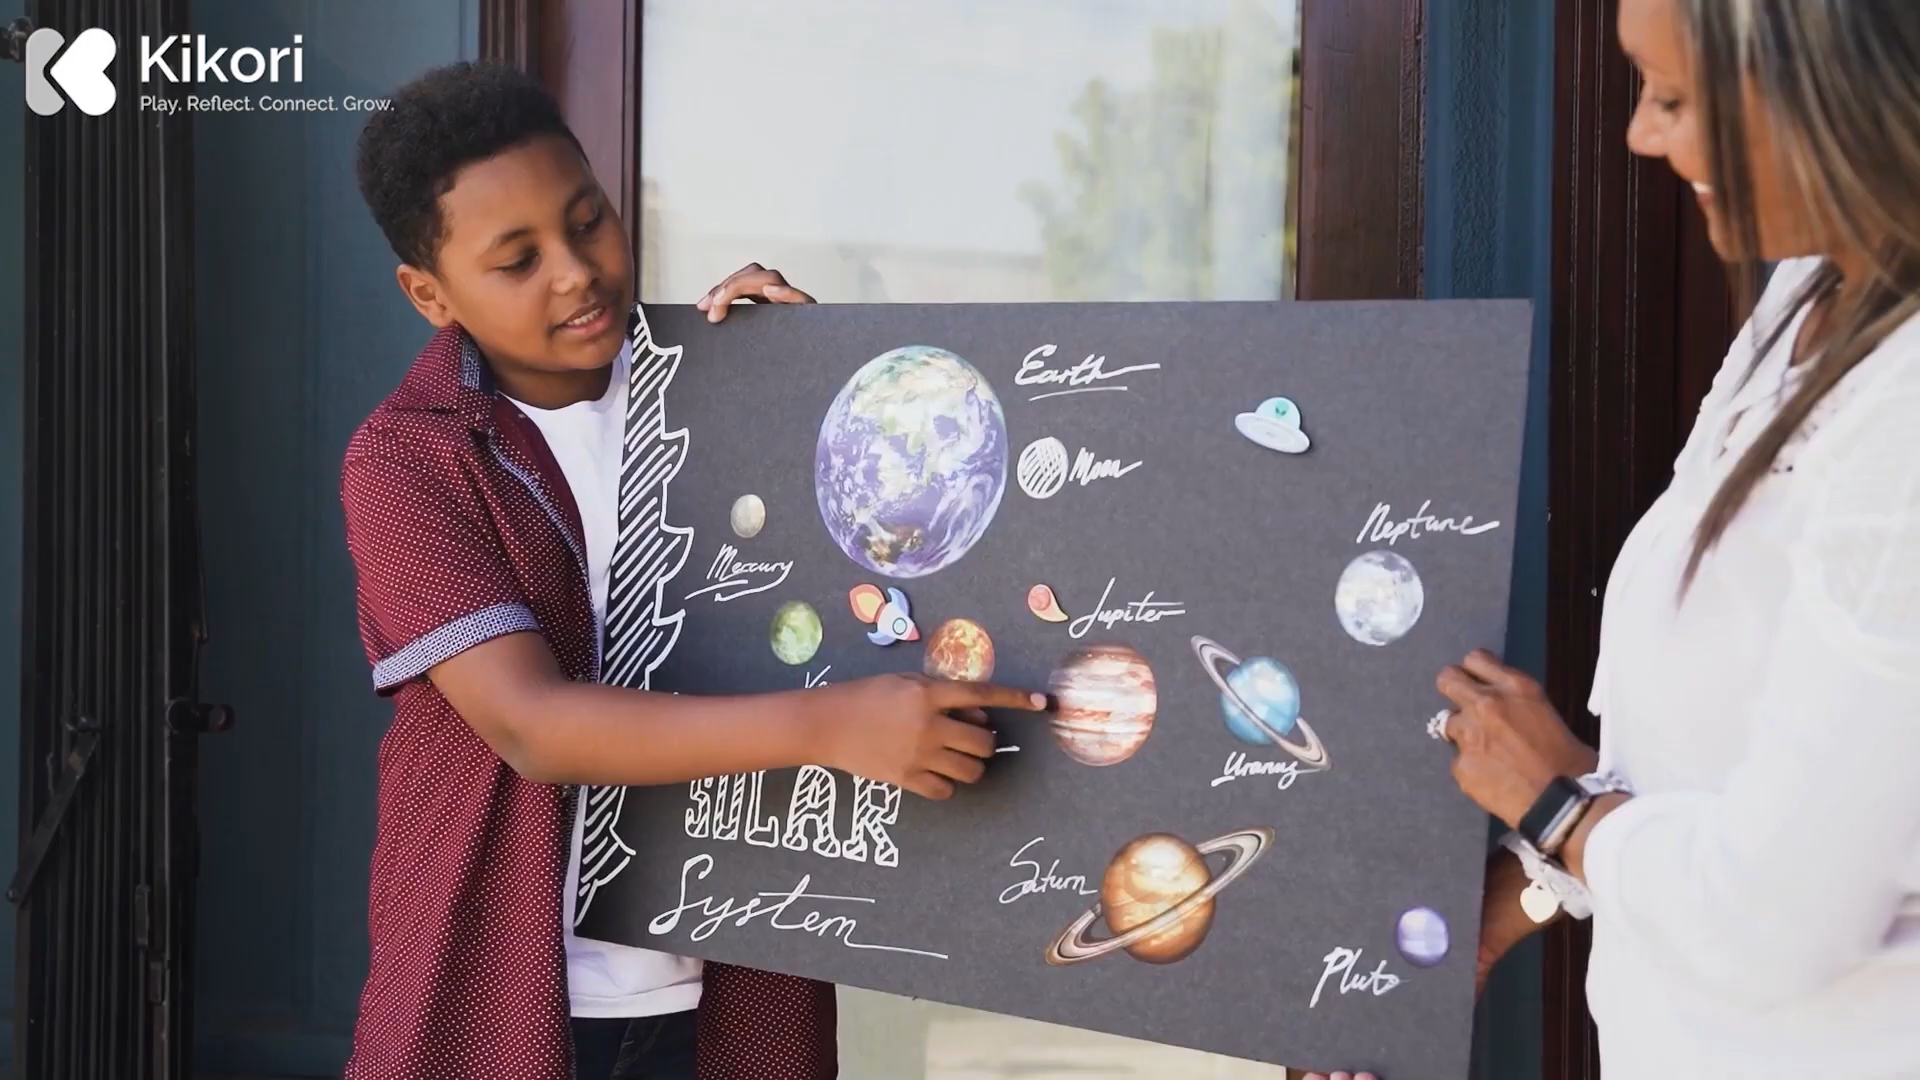 Kikori
Play. Reflect. Connect. Grow.
Earth
Moon
Neptune
Mercury
Jupiter
Uranus
SOLAR
System
Saturn
Pluto